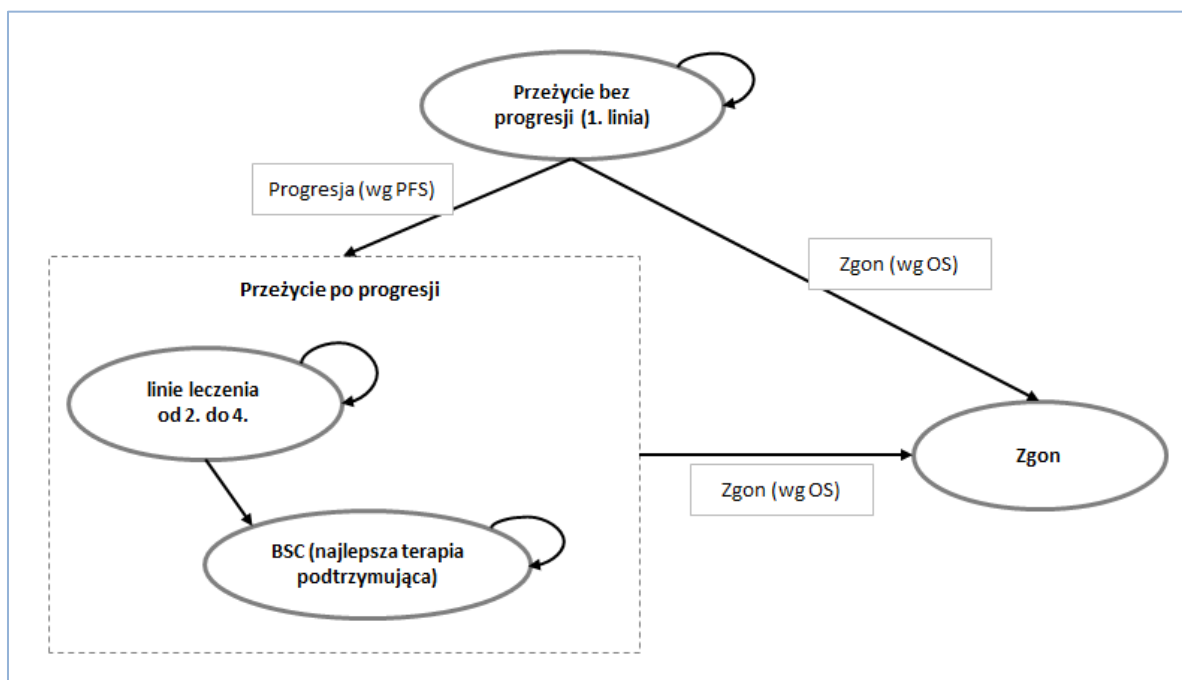 Przeżycie bez
progresji (1. linia)
Progresja (wg PFS)
Zgon (wg OS)
Przeżycie po progresji
linie leczenia
od 2. do 4.
Zgon
Zgon (wg OS)
BSC (najlepsza terapia
podtrzymująca)